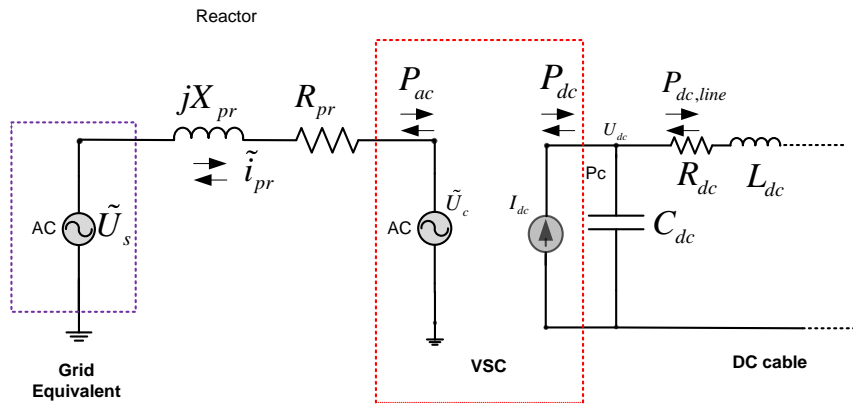 Reactor
jX_pr
R_pr
P_ac
P_dc
P_dc,line
ĩ_pr
U_dc
AC
Ũ_s
AC
Ũ_c
I_dc
Pc
C_dc
R_dc
L_dc
Grid
Equivalent
VSC
DC cable